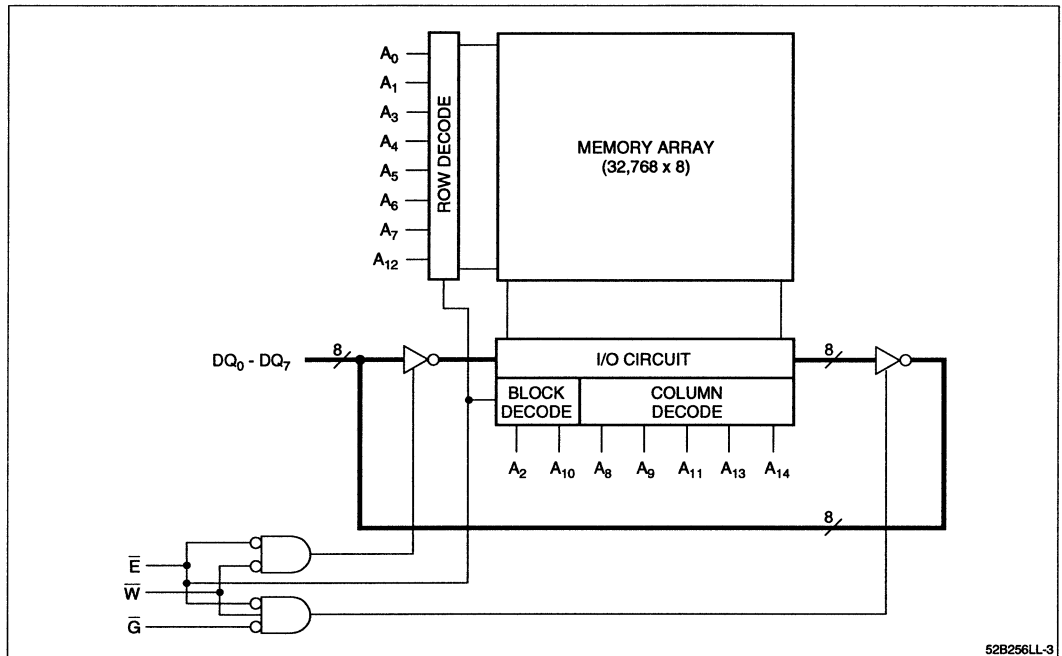 A0
A1
A3
A4
A5
A6
A7
A12
ROW DECODE
MEMORY ARRAY
(32,768 x 8)
DQ0 - DQ7
8
I/O CIRCUIT
8
BLOCK
DECODE
COLUMN
DECODE
A2 A10 A8 A9 A11 A13 A14
8
E̅
W̅
G̅
52B256LL-3